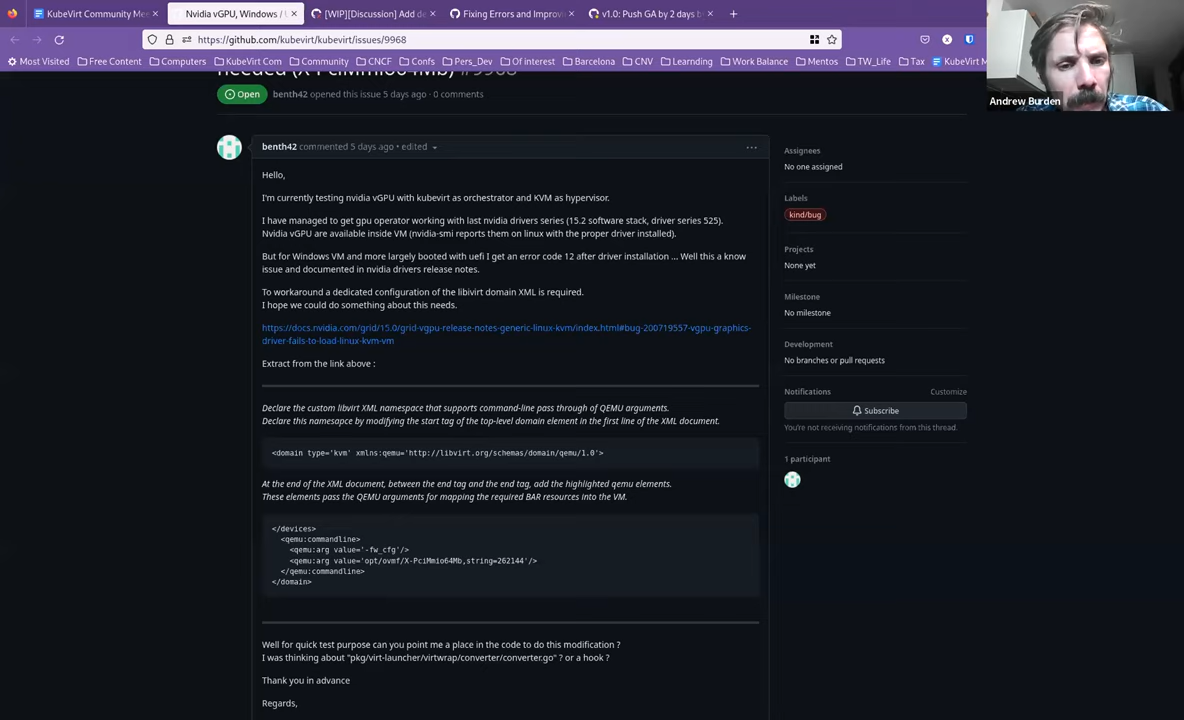 KubeVirt Community Mee
Nvidia vGPU, Windows / U
[WIP][Discussion] Add de
Fixing Errors and Improvi
v1.0: Push GA by 2 days b
https://github.com/kubevirt/kubevirt/issues/9968
Most Visited
Free Content
Computers
KubeVirt Com
Community
CNCF
Confs
Pers_Dev
Of interest
Barcelona
CNV
Learnding
Work Balance
Mentos
TW_Life
Tax
KubeVirt M
Andrew Burden
needed (X-PciMmio64Mb) #9968
Open
benth42 opened this issue 5 days ago · 0 comments
benth42 commented 5 days ago • edited
Hello,
I'm currently testing nvidia vGPU with kubevirt as orchestrator and KVM as hypervisor.
I have managed to get gpu operator working with last nvidia drivers series (15.2 software stack, driver series 525).
Nvidia vGPU are available inside VM (nvidia-smi reports them on linux with the proper driver installed).
But for Windows VM and more largely booted with uefi I get an error code 12 after driver installation ... Well this a know
issue and documented in nvidia drivers release notes.
To workaround a dedicated configuration of the libivirt domain XML is required.
I hope we could do something about this needs.
https://docs.nvidia.com/grid/15.0/grid-vgpu-release-notes-generic-linux-kvm/index.html#bug-200719557-vgpu-graphics-
driver-fails-to-load-linux-kvm-vm
Extract from the link above :
Declare the custom libvirt XML namespace that supports command-line pass through of QEMU arguments.
Declare this namesapce by modifying the start tag of the top-level domain element in the first line of the XML document.
<domain type='kvm' xmlns:qemu='http://libvirt.org/schemas/domain/qemu/1.0'>
At the end of the XML document, between the end tag and the end tag, add the highlighted qemu elements.
These elements pass the QEMU arguments for mapping the required BAR resources into the VM.
</devices>
<qemu:commandline>
<qemu:arg value='-fw_cfg'/>
<qemu:arg value='opt/ovmf/X-PciMmio64Mb,string=262144'/>
</qemu:commandline>
</domain>
Well for quick test purpose can you point me a place in the code to do this modification ?
I was thinking about "pkg/virt-launcher/virtwrap/converter/converter.go" ? or a hook ?
Thank you in advance
Regards,
Assignees
No one assigned
Labels
kind/bug
Projects
None yet
Milestone
No milestone
Development
No branches or pull requests
Notifications
Customize
Subscribe
You're not receiving notifications from this thread.
1 participant